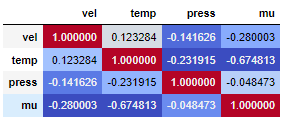 vel temp press mu
vel 1.000000 0.123284 -0.141626 -0.280003
temp 0.123284 1.000000 -0.231915 -0.674813
press -0.141626 -0.231915 1.000000 -0.048473
mu -0.280003 -0.674813 -0.048473 1.000000